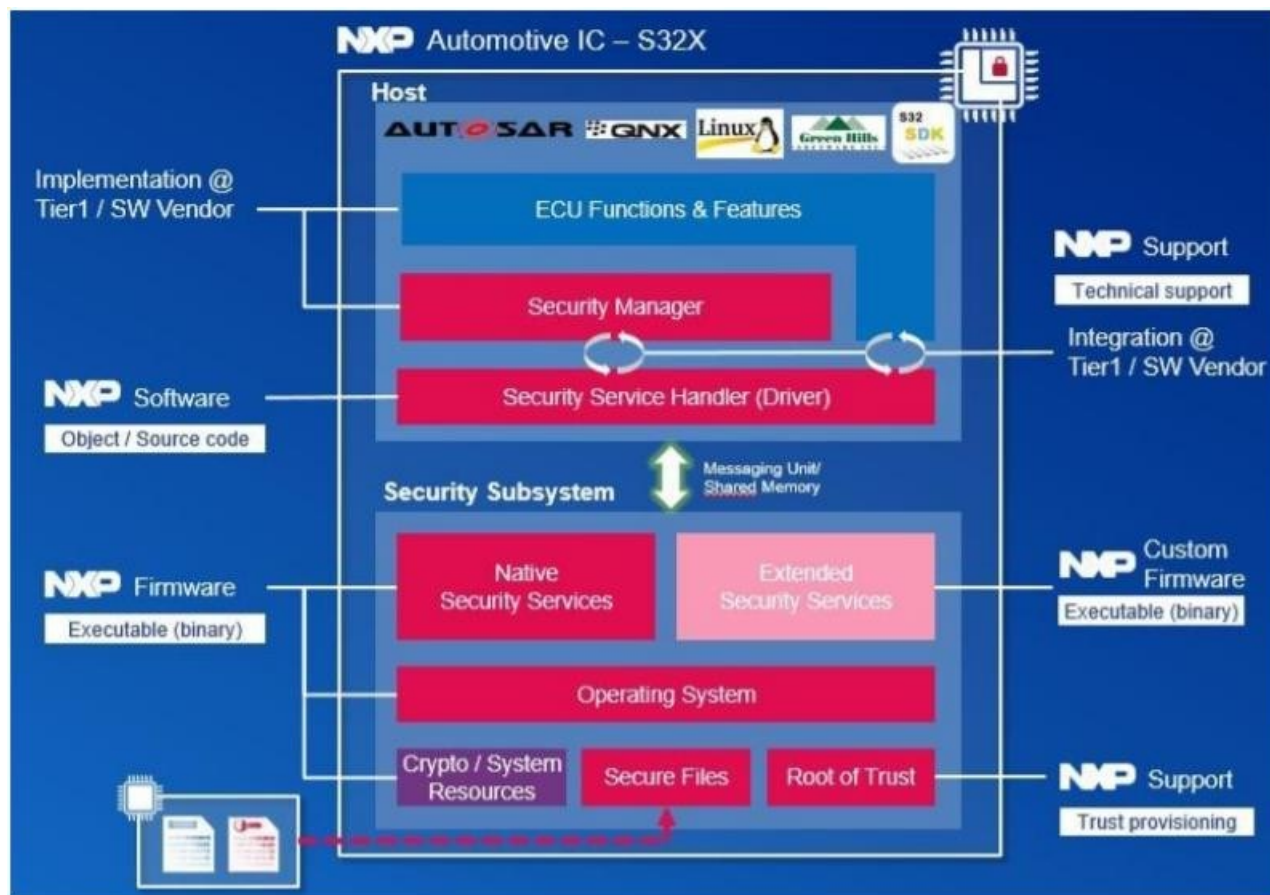 NXP Automotive IC – S32X
Host
AUTOSAR
QNX
Linux
Green Hills
SOFTWARE INC.
S32
SDK
Implementation @
Tier1 / SW Vendor
ECU Functions & Features
NXP Support
Technical support
Security Manager
Integration @
Tier1 / SW Vendor
NXP Software
Object / Source code
Security Service Handler (Driver)
Messaging Unit/
Shared Memory
Security Subsystem
NXP Firmware
Executable (binary)
Native
Security Services
Extended
Security Services
NXP Custom
Firmware
Executable (binary)
Operating System
Crypto / System
Resources
Secure Files
Root of Trust
NXP Support
Trust provisioning